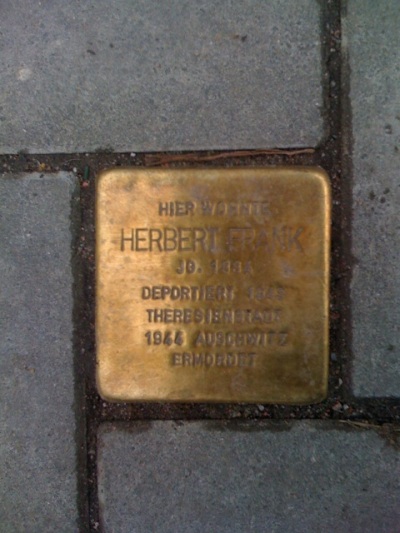 HIER WOHNTE
HERBERT FRANK
JG.
DEPORTIERT
THERESIENSTADT
1944 AUSCHWITZ
ERMORDET